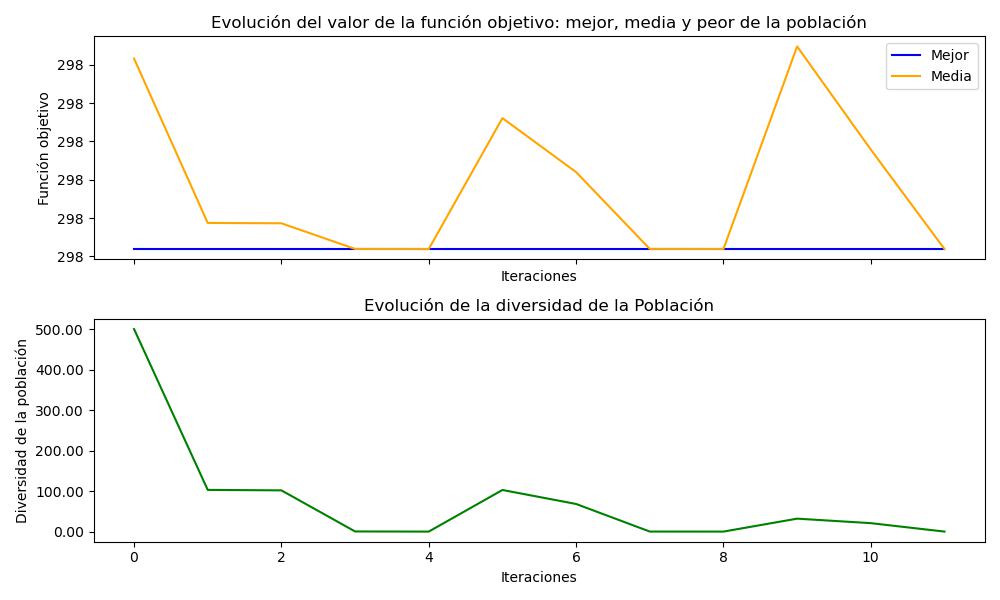 Evolución del valor de la función objetivo: mejor, media y peor de la población
298
298
298
298
298
298
Función objetivo
Mejor
Media
Iteraciones
Evolución de la diversidad de la Población
500.00
400.00
300.00
200.00
100.00
0.00
Diversidad de la población
0 2 4 6 8 10
Iteraciones